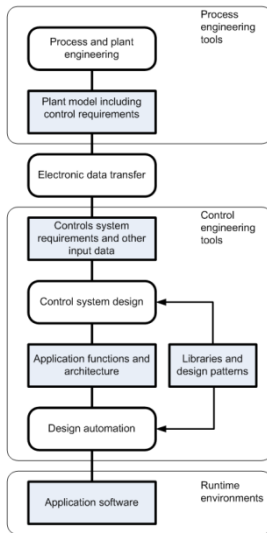 Process
engineering
tools
Process and plant
engineering
Plant model including
control requirements
Electronic data transfer
Control
engineering
tools
Controls system
requirements and other
input data
Control system design
Application functions and
architecture
Libraries and
design patterns
Design automation
Runtime
environments
Application software